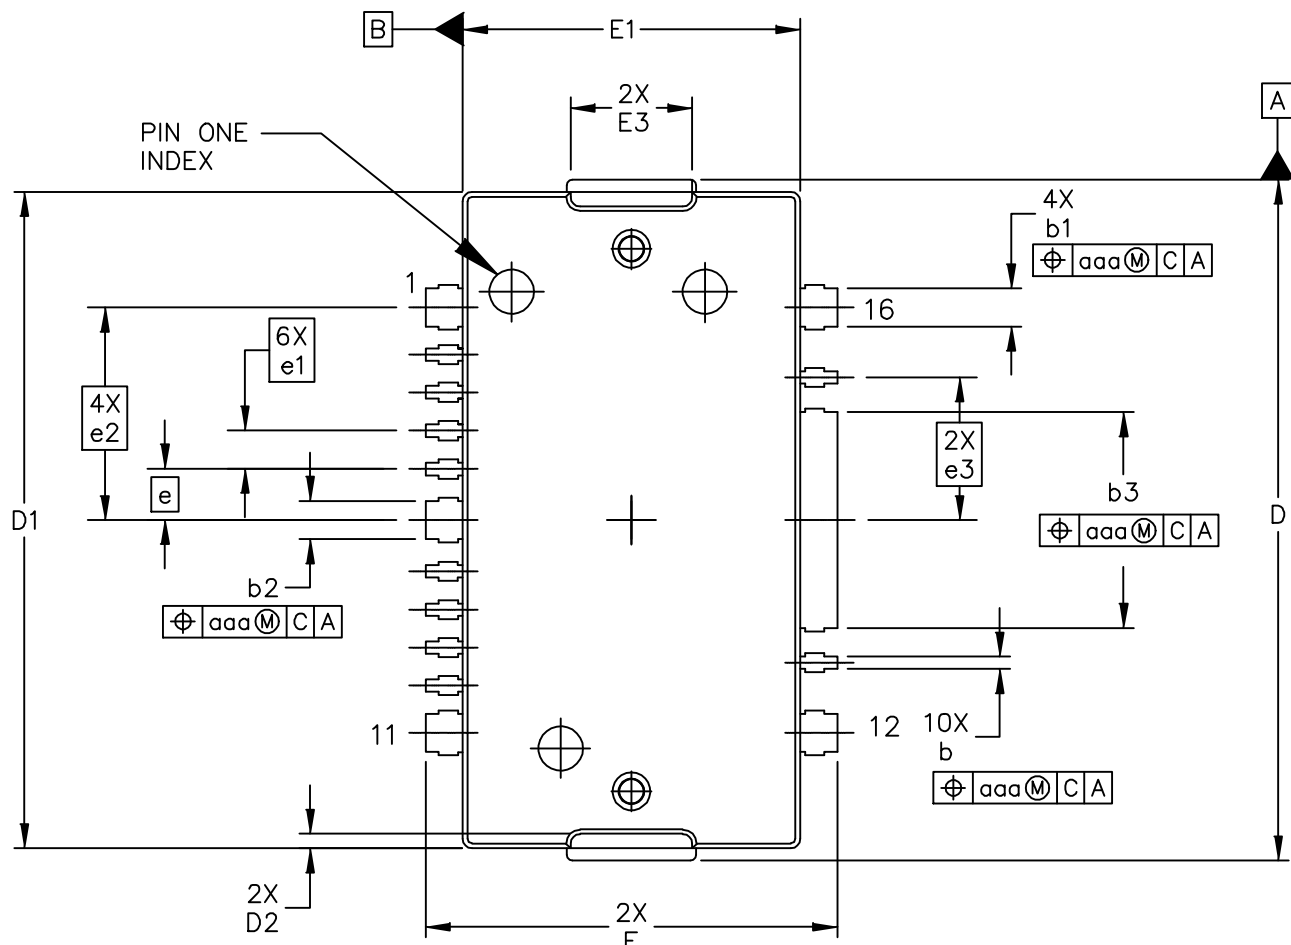 B
E1
2X
E3
A
PIN ONE
INDEX
4X
b1
⌖ aaa Ⓜ C A
1
16
6X
e1
4X
e2
2X
e3
e
b3
⌖ aaa Ⓜ C A
D1
D
b2
⌖ aaa Ⓜ C A
11
12
10X
b
⌖ aaa Ⓜ C A
2X
D2
2X